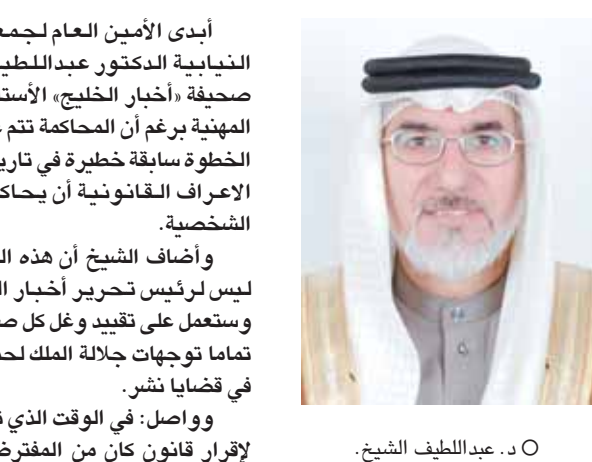 أبدى الأمين العام لجمع
النيابية الدكتور عبداللطي
صحيفة «أخبار الخليج» الأست
المهنية برغم أن المحاكمة تتم ع
الخطوة سابقة خطيرة في تاري
الاعراف القانونية أن يحاك
الشخصية.
وأضاف الشيخ أن هذه ال
ليس لرئيس تحرير أخبار ال
وستعمل على تقييد وغل كل ص
تماما توجهات جلالة الملك لح
في قضايا نشر.
وواصل: في الوقت الذي ن
لإقرار قانون كان من المفترض
د. عبداللطيف الشيخ.